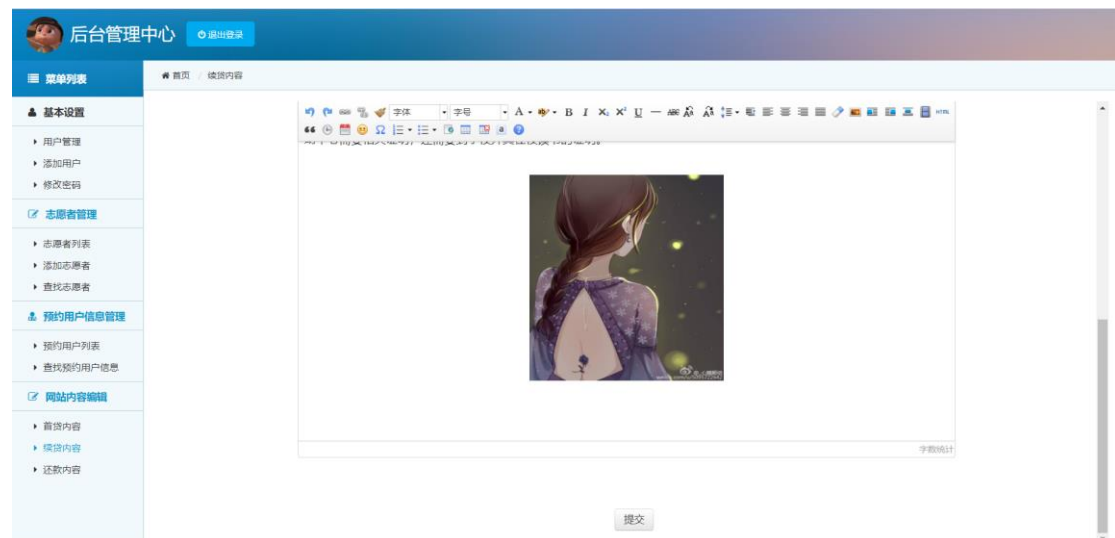 后台管理中心 退出登录
菜单列表
首页 / 续贷内容
基本设置
用户管理
添加用户
修改密码
志愿者管理
志愿者列表
添加志愿者
查找志愿者
预约用户信息管理
预约用户列表
查找预约用户信息
网站内容编辑
首贷内容
续贷内容
还款内容
字体 字号 A B I X₂ X² U ABC HTML
字数统计
提交